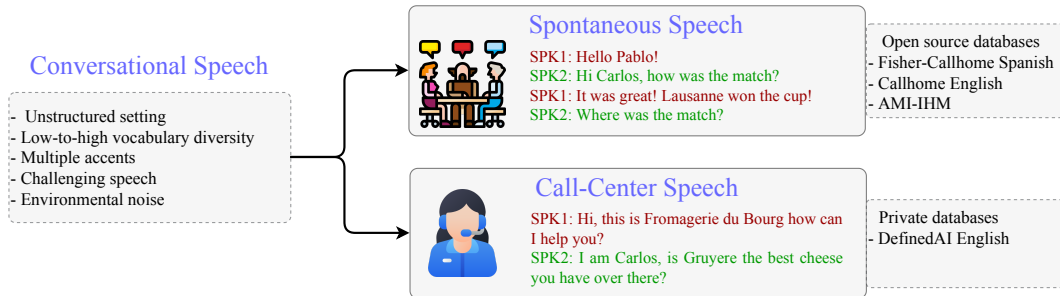 Conversational Speech
Unstructured setting
- Low-to-high vocabulary diversity
- Multiple accents
- Challenging speech
- Environmental noise
Spontaneous Speech
SPK1: Hello Pablo!
SPK2: Hi Carlos, how was the match?
SPK1: It was great! Lausanne won the cup!
SPK2: Where was the match?
Open source databases
- Fisher-Callhome Spanish
- Callhome English
- AMI-IHM
Call-Center Speech
SPK1: Hi, this is Fromagerie du Bourg how can
I help you?
SPK2: I am Carlos, is Gruyere the best cheese
you have over there?
Private databases
- DefinedAI English